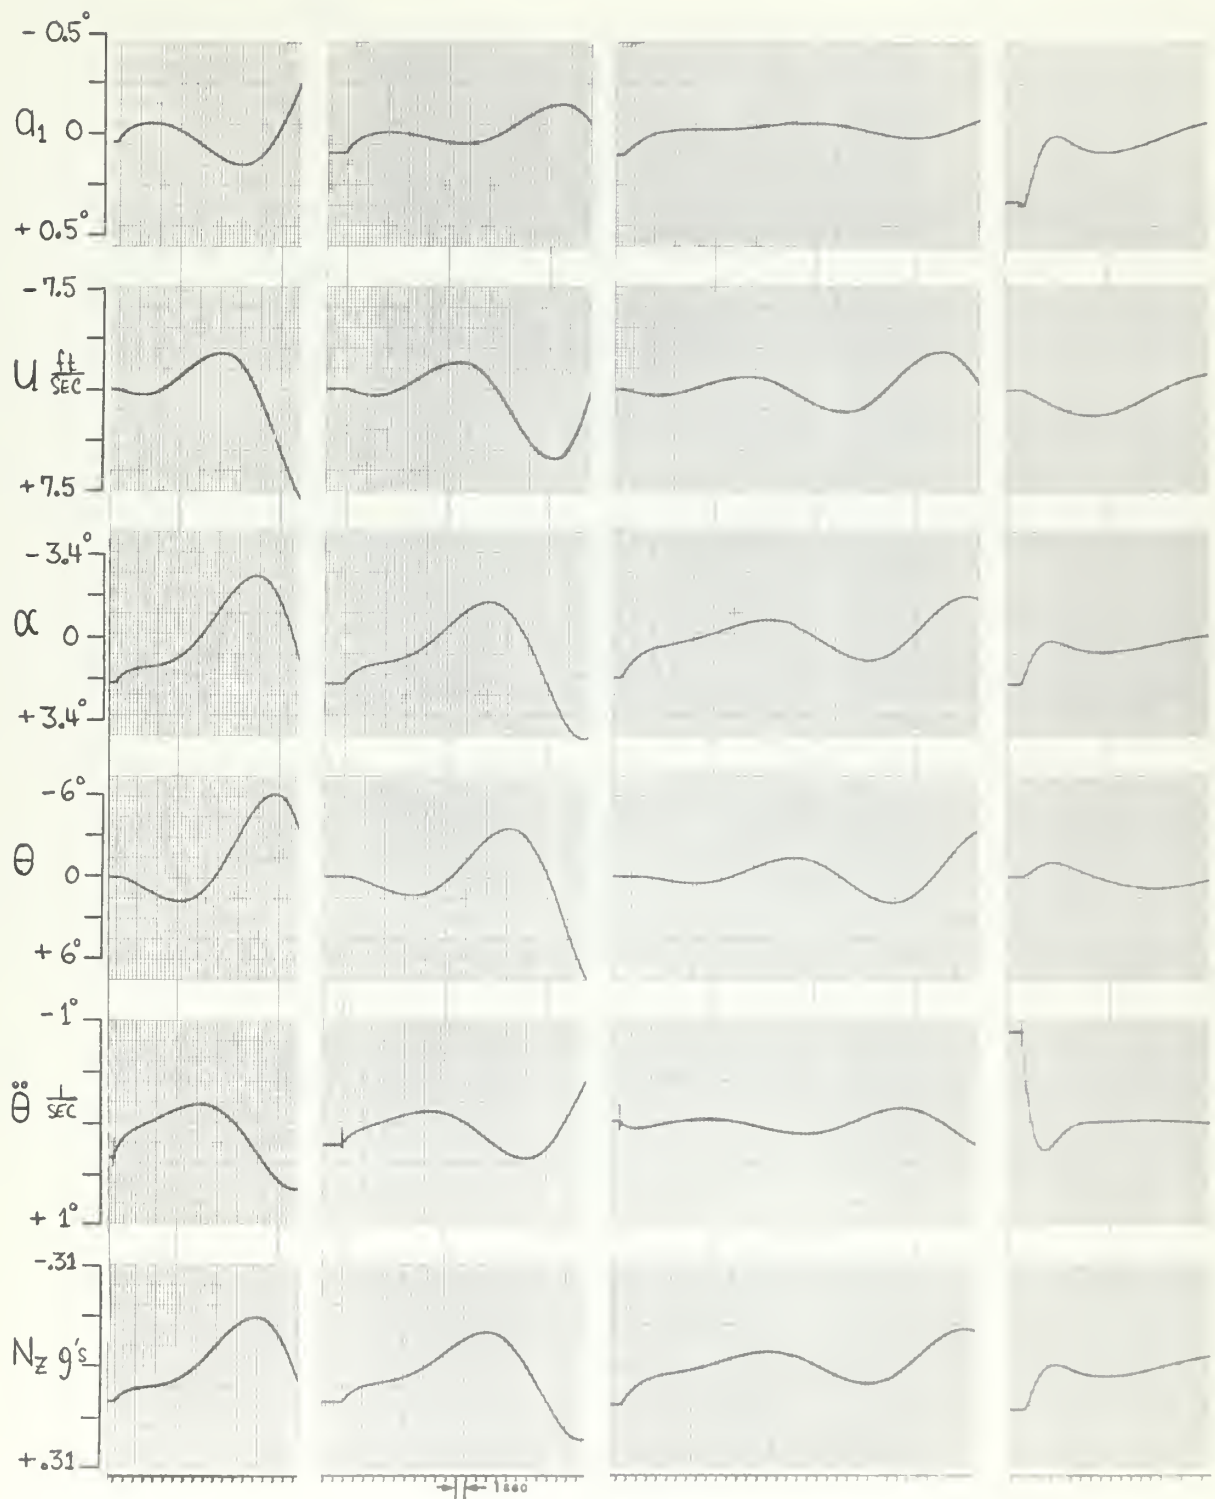 - 0.5°
a₁ 0
+ 0.5°
- 7.5
U ft/SEC
+ 7.5
- 3.4°
α 0
+ 3.4°
-6°
θ 0
+ 6°
-1°
θ̈ 1/SEC
+ 1°
-.31
N_z g's
+.31